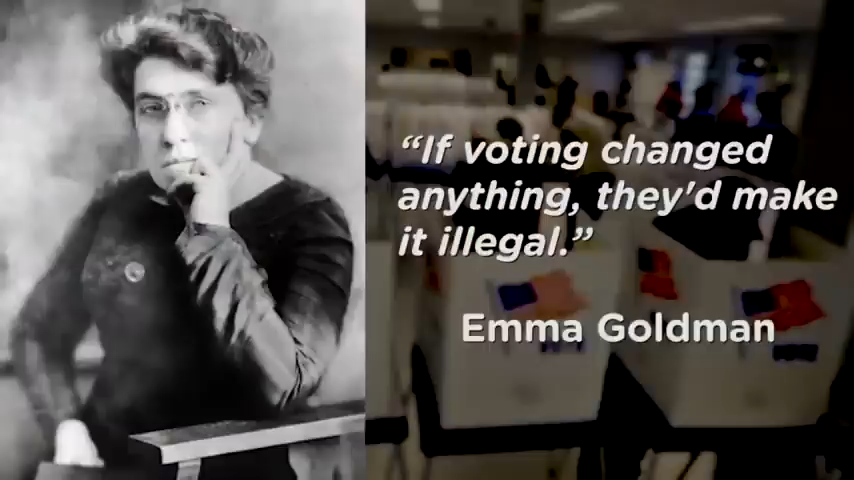 “If voting changed
anything, they'd make
it illegal.”
Emma Goldman